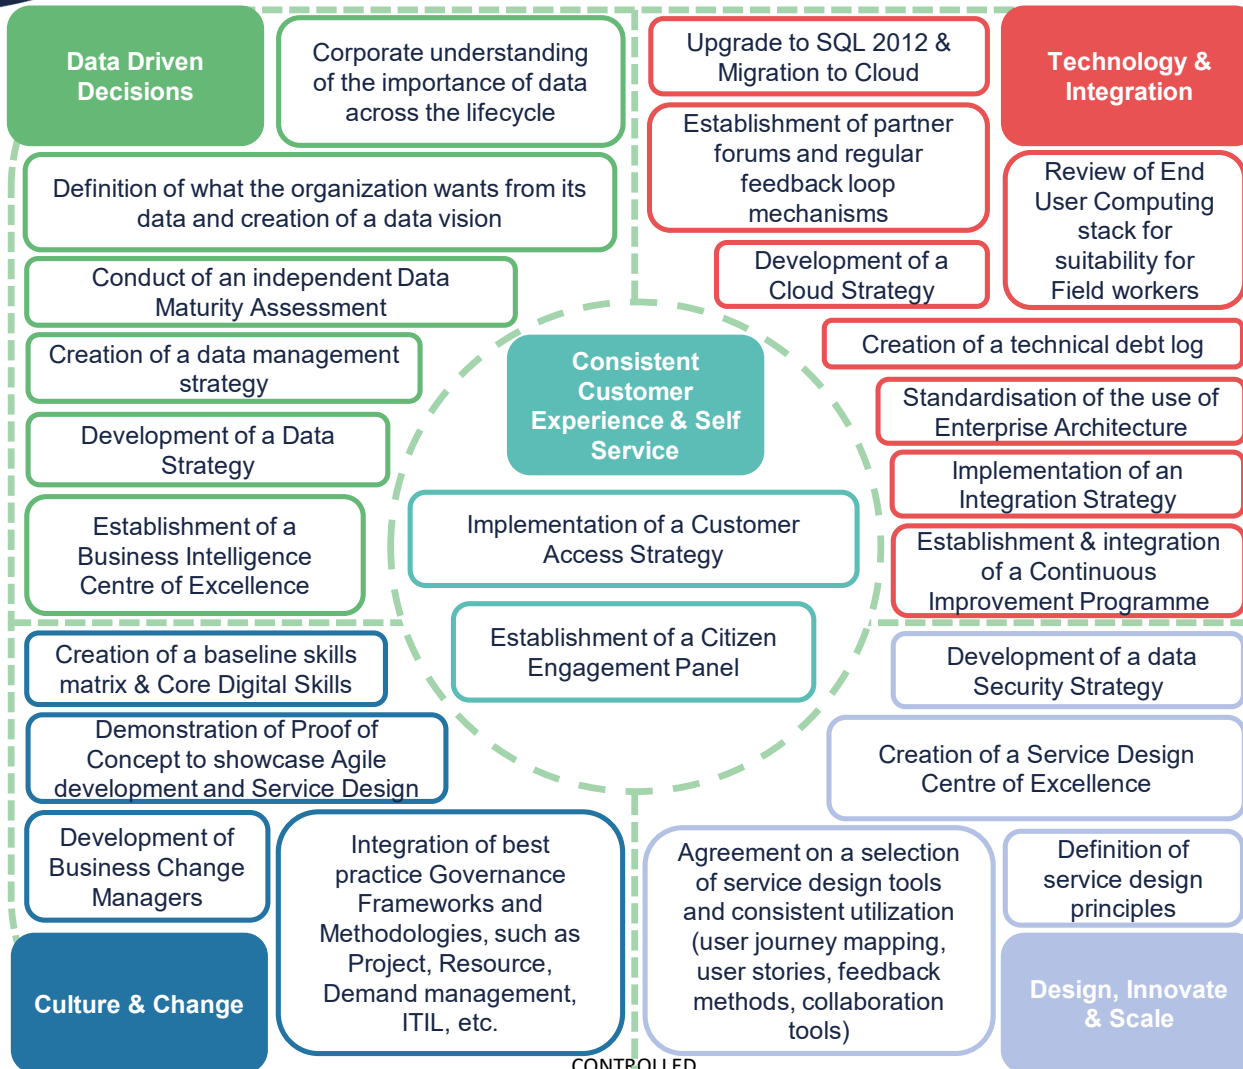 Data Driven
Decisions
Corporate understanding
of the importance of data
across the lifecycle
Definition of what the organization wants from its
data and creation of a data vision
Conduct of an independent Data
Maturity Assessment
Creation of a data management
strategy
Development of a Data
Strategy
Establishment of a
Business Intelligence
Centre of Excellence
Upgrade to SQL 2012 &
Migration to Cloud
Technology &
Integration
Establishment of partner
forums and regular
feedback loop
mechanisms
Review of End
User Computing
stack for
suitability for
Field workers
Development of a
Cloud Strategy
Creation of a technical debt log
Standardisation of the use of
Enterprise Architecture
Implementation of an
Integration Strategy
Establishment & integration
of a Continuous
Improvement Programme
Consistent
Customer
Experience & Self
Service
Implementation of a Customer
Access Strategy
Establishment of a Citizen
Engagement Panel
Creation of a baseline skills
matrix & Core Digital Skills
Demonstration of Proof of
Concept to showcase Agile
development and Service Design
Development of
Business Change
Managers
Integration of best
practice Governance
Frameworks and
Methodologies, such as
Project, Resource,
Demand management,
ITIL, etc.
Culture & Change
Development of a data
Security Strategy
Creation of a Service Design
Centre of Excellence
Agreement on a selection
of service design tools
and consistent utilization
(user journey mapping,
user stories, feedback
methods, collaboration
tools)
Definition of
service design
principles
Design, Innovate
& Scale
CONTROLLED